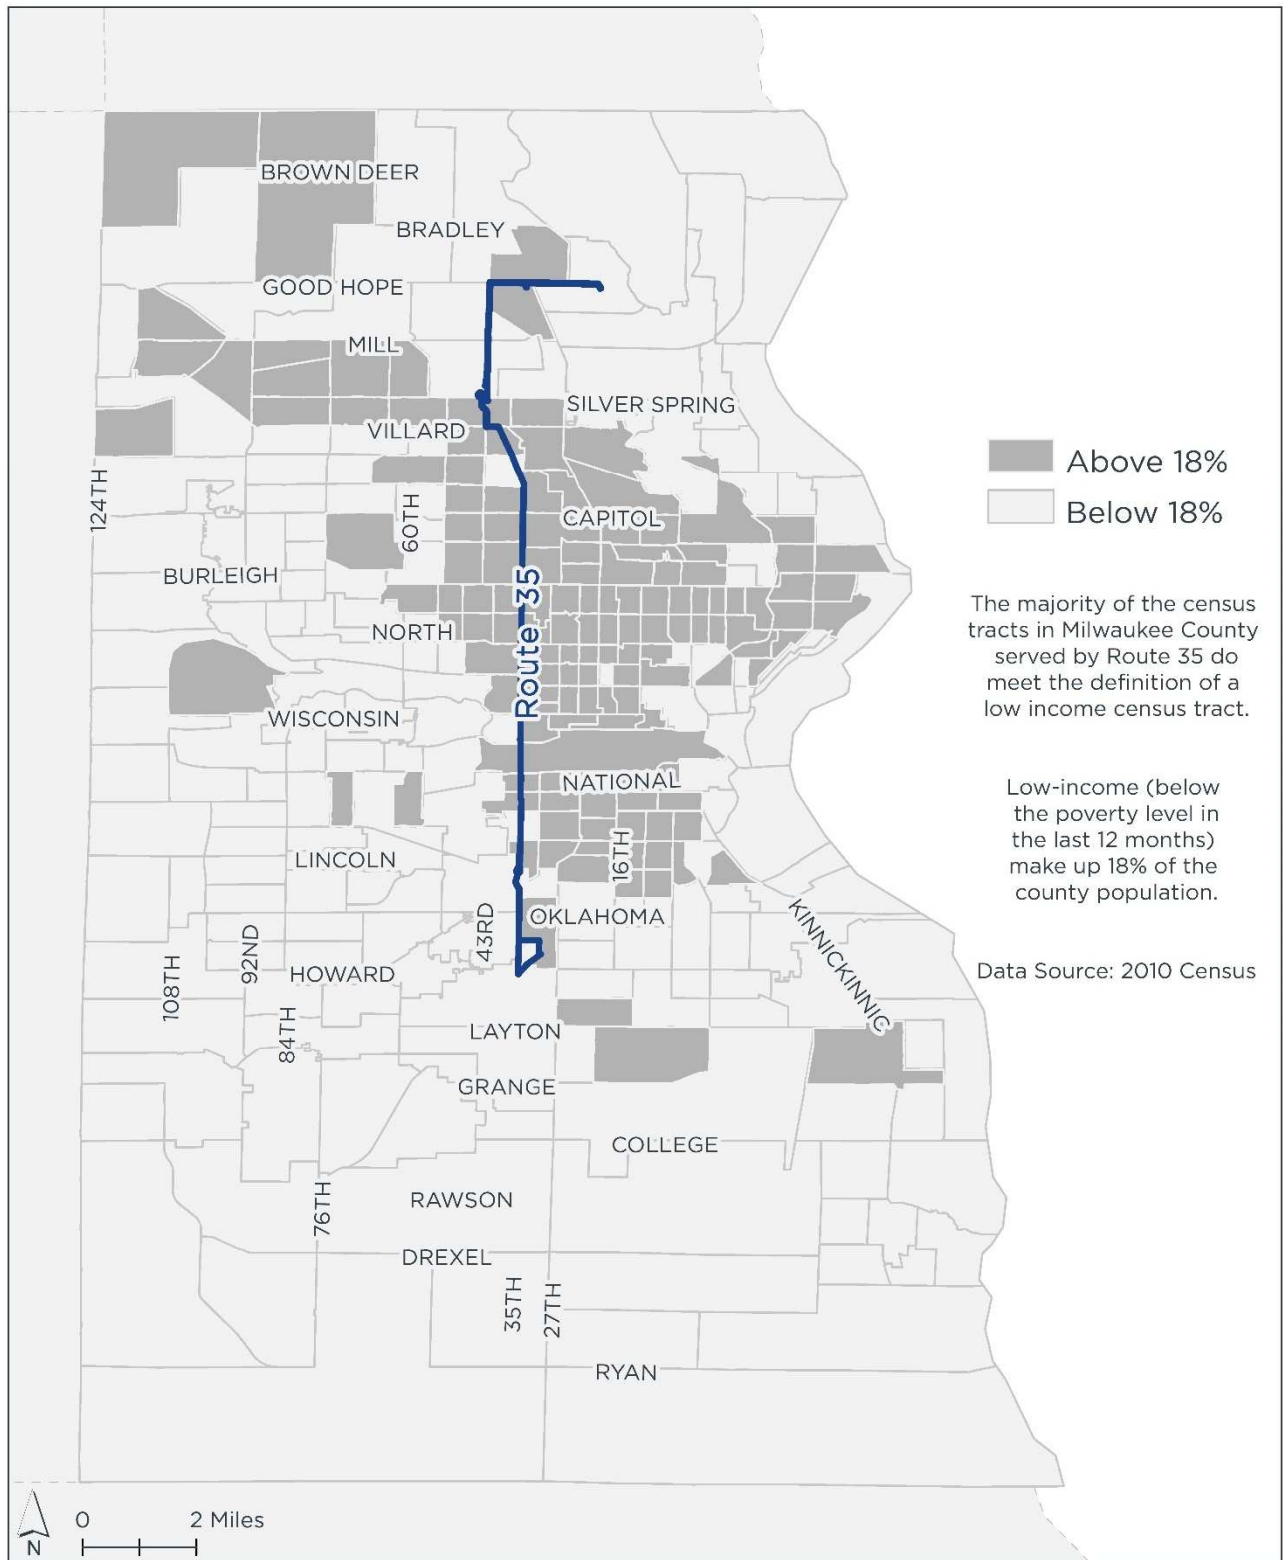 BROWN DEER
BRADLEY
GOOD HOPE
MILL
SILVER SPRING
VILLARD
Above 18%
Below 18%
124TH
60TH
CAPITOL
BURLEIGH
Route 35
The majority of the census
tracts in Milwaukee County
served by Route 35 do
meet the definition of a
low income census tract.
NORTH
WISCONSIN
NATIONAL
Low-income (below
the poverty level in
the last 12 months)
make up 18% of the
county population.
LINCOLN
16TH
OKLAHOMA
43RD
KINNICKINNIC
92ND
108TH
HOWARD
Data Source: 2010 Census
84TH
LAYTON
GRANGE
COLLEGE
76TH
RAWSON
DREXEL
35TH
27TH
RYAN
N
0 2 Miles